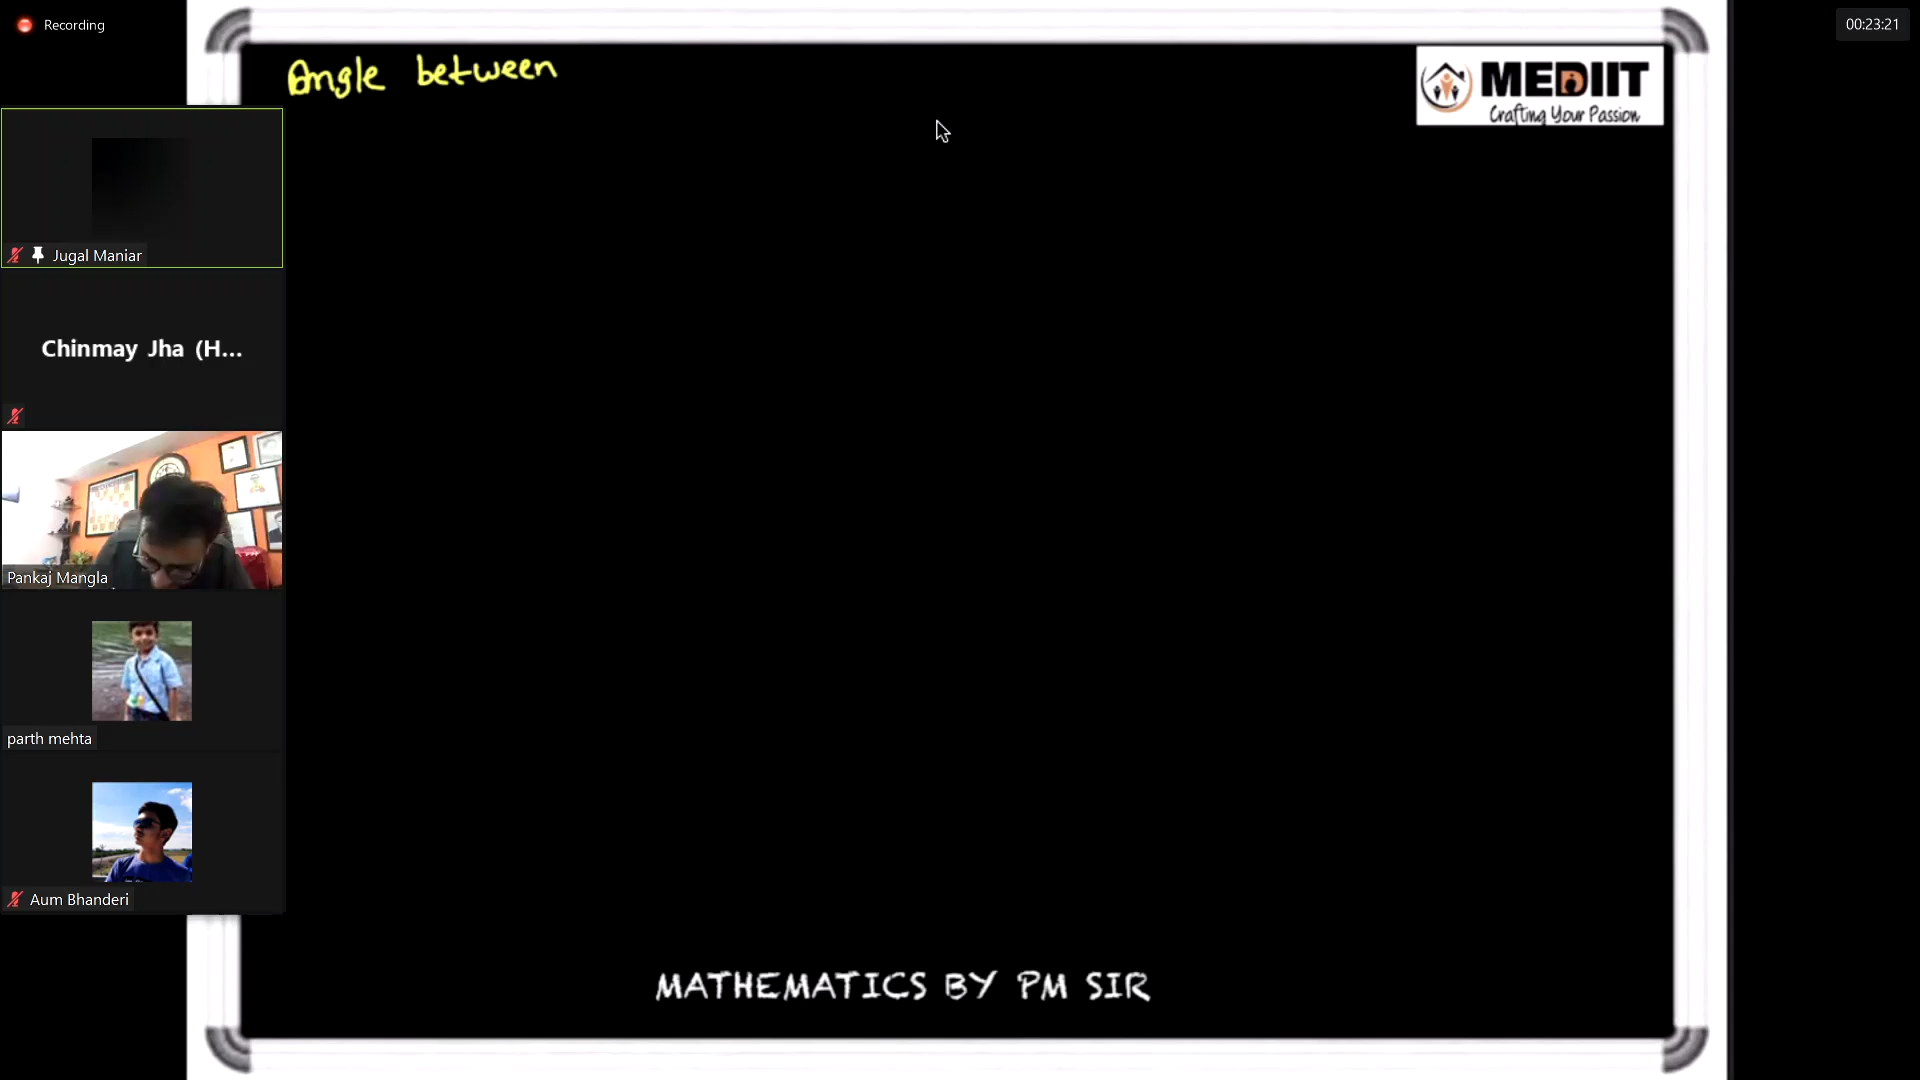 Recording
00:23:21
Angle between
MEDIIT
Crafting Your Passion
Jugal Maniar
Chinmay Jha (H...
Pankaj Mangla
parth mehta
Aum Bhanderi
MATHEMATICS BY PM SIR